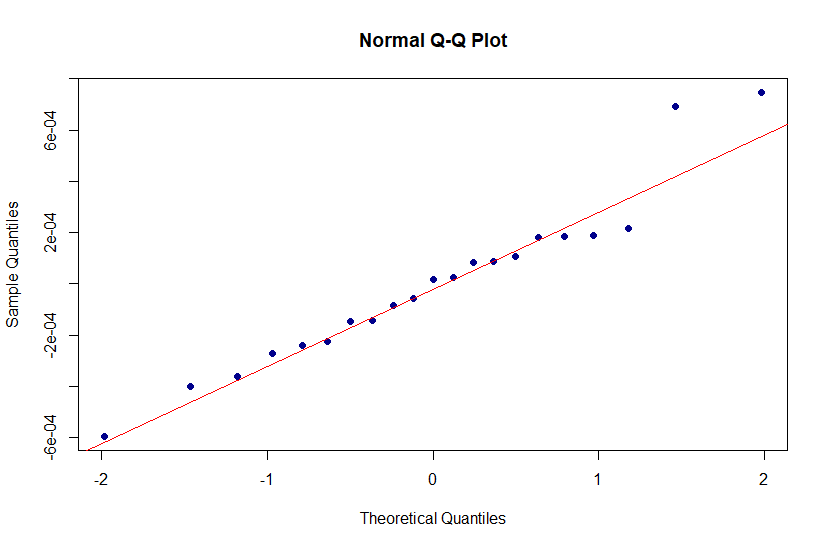 Normal Q-Q Plot
Sample Quantiles
6e-04
2e-04
-2e-04
-6e-04
-2 -1 0 1 2
Theoretical Quantiles